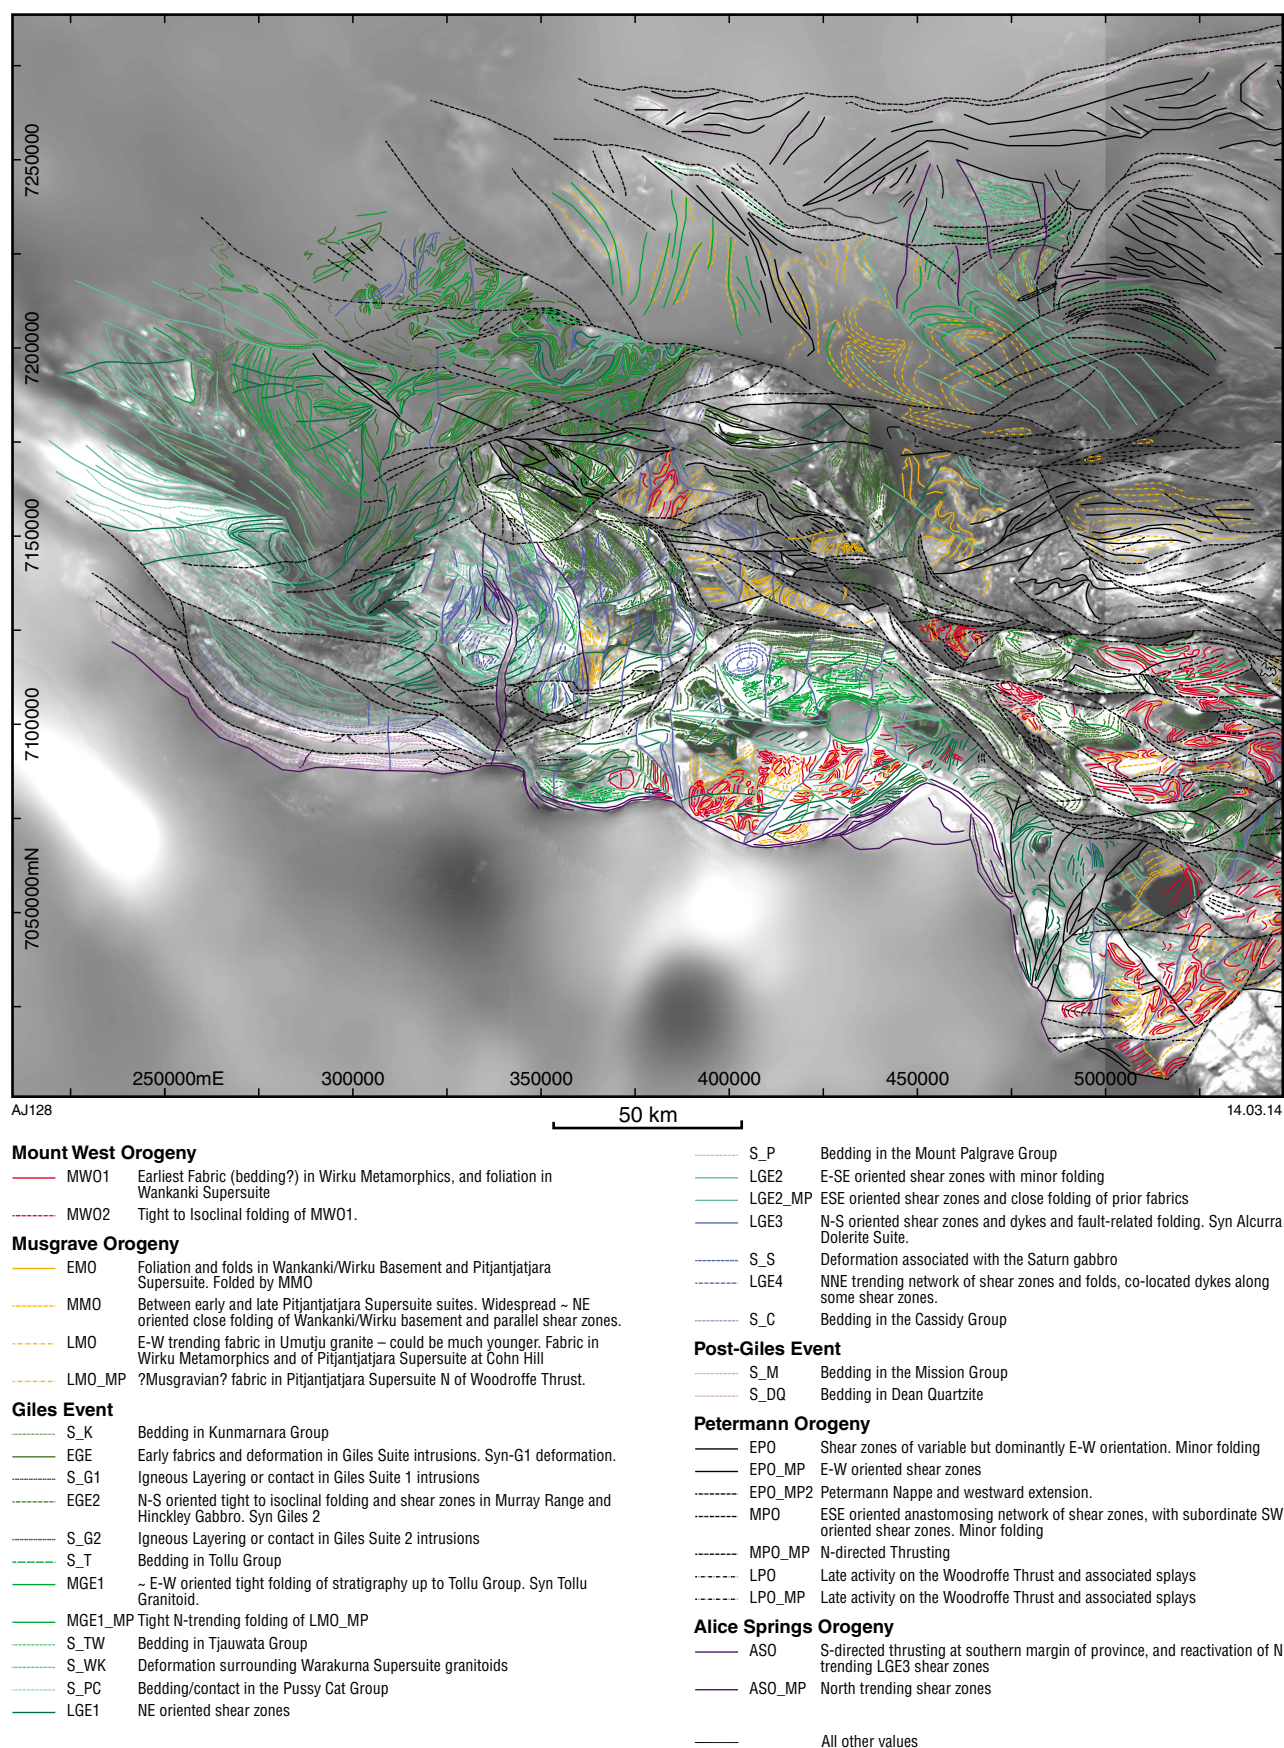 7250000
7200000
7150000
7100000
7050000mN
250000mE 300000 350000 400000 450000 500000
AJ128
50 km
14.03.14
Mount West Orogeny
MWO1 Earliest Fabric (bedding?) in Wirku Metamorphics, and foliation in
Wankanki Supersuite
MWO2 Tight to Isoclinal folding of MWO1.
Musgrave Orogeny
EMO Foliation and folds in Wankanki/Wirku Basement and Pitjantjatjara
Supersuite. Folded by MMO
MMO Between early and late Pitjantjatjara Supersuite suites. Widespread ~ NE
oriented close folding of Wankanki/Wirku basement and parallel shear zones.
LMO E-W trending fabric in Umutju granite – could be much younger. Fabric in
Wirku Metamorphics and of Pitjantjatjara Supersuite at Cohn Hill
LMO_MP ?Musgravian? fabric in Pitjantjatjara Supersuite N of Woodroffe Thrust.
Giles Event
S_K Bedding in Kunmarnara Group
EGE Early fabrics and deformation in Giles Suite intrusions. Syn-G1 deformation.
S_G1 Igneous Layering or contact in Giles Suite 1 intrusions
EGE2 N-S oriented tight to isoclinal folding and shear zones in Murray Range and
Hinckley Gabbro. Syn Giles 2
S_G2 Igneous Layering or contact in Giles Suite 2 intrusions
S_T Bedding in Tollu Group
MGE1 ~ E-W oriented tight folding of stratigraphy up to Tollu Group. Syn Tollu
Granitoid.
MGE1_MP Tight N-trending folding of LMO_MP
S_TW Bedding in Tjauwata Group
S_WK Deformation surrounding Warakurna Supersuite granitoids
S_PC Bedding/contact in the Pussy Cat Group
LGE1 NE oriented shear zones
S_P Bedding in the Mount Palgrave Group
LGE2 E-SE oriented shear zones with minor folding
LGE2_MP ESE oriented shear zones and close folding of prior fabrics
LGE3 N-S oriented shear zones and dykes and fault-related folding. Syn Alcurra
Dolerite Suite.
S_S Deformation associated with the Saturn gabbro
LGE4 NNE trending network of shear zones and folds, co-located dykes along
some shear zones.
S_C Bedding in the Cassidy Group
Post-Giles Event
S_M Bedding in the Mission Group
S_DQ Bedding in Dean Quartzite
Petermann Orogeny
EPO Shear zones of variable but dominantly E-W orientation. Minor folding
EPO_MP E-W oriented shear zones
EPO_MP2 Petermann Nappe and westward extension.
MPO ESE oriented anastomosing network of shear zones, with subordinate SW
oriented shear zones. Minor folding
MPO_MP N-directed Thrusting
LPO Late activity on the Woodroffe Thrust and associated splays
LPO_MP Late activity on the Woodroffe Thrust and associated splays
Alice Springs Orogeny
ASO S-directed thrusting at southern margin of province, and reactivation of N
trending LGE3 shear zones
ASO_MP North trending shear zones
All other values